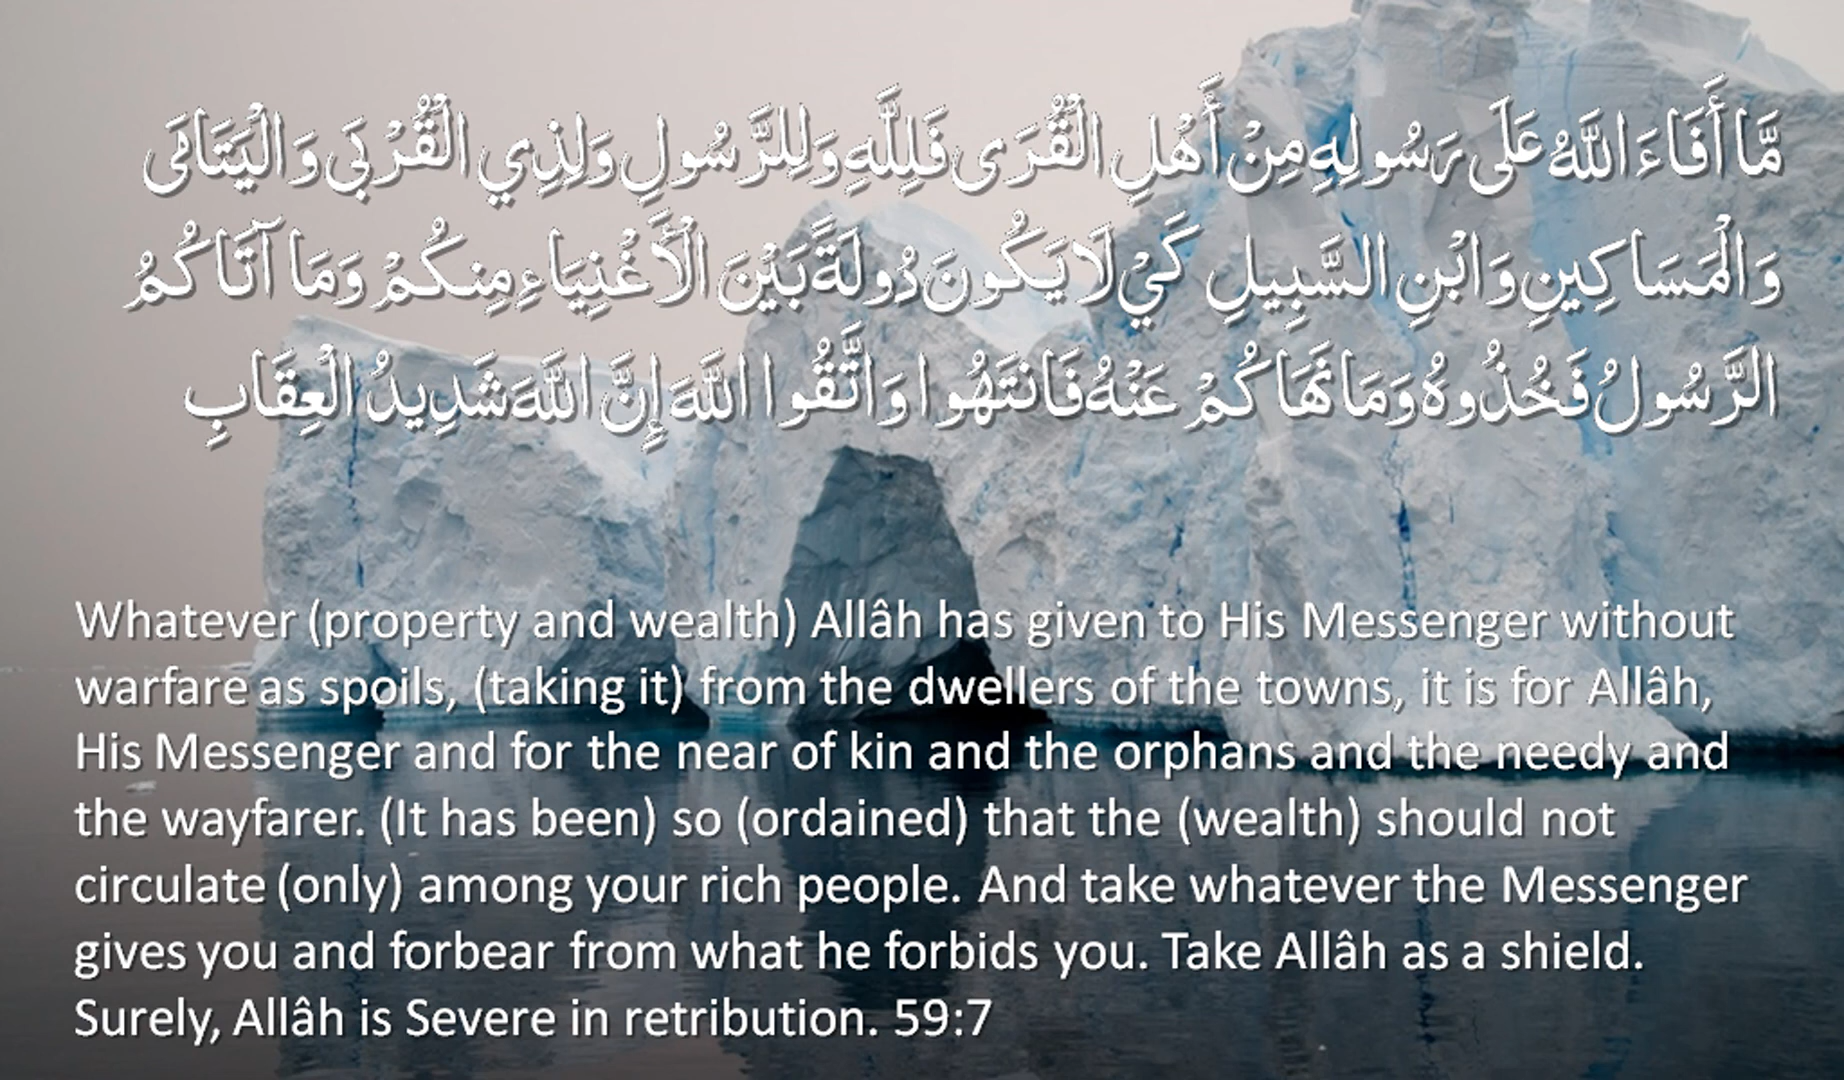 مَّا أَفَاءَ اللَّهُ عَلَى رَسُولِهِ مِنْ أَهْلِ الْقُرَى فَلِلَّهِ وَلِلرَّسُولِ وَلِذِي الْقُرْبَى وَالْيَتَامَى
وَالْمَسَاكِينِ وَابْنِ السَّبِيلِ كَيْ لَا يَكُونَ دُولَةً بَيْنَ الْأَغْنِيَاءِ مِنكُمْ وَمَا آتَاكُمُ
الرَّسُولُ فَخُذُوهُ وَمَا نَهَاكُمْ عَنْهُ فَانتَهُوا وَاتَّقُوا اللَّهَ إِنَّ اللَّهَ شَدِيدُ الْعِقَابِ
Whatever (property and wealth) Allâh has given to His Messenger without
warfare as spoils, (taking it) from the dwellers of the towns, it is for Allâh,
His Messenger and for the near of kin and the orphans and the needy and
the wayfarer. (It has been) so (ordained) that the (wealth) should not
circulate (only) among your rich people. And take whatever the Messenger
gives you and forbear from what he forbids you. Take Allâh as a shield.
Surely, Allâh is Severe in retribution. 59:7